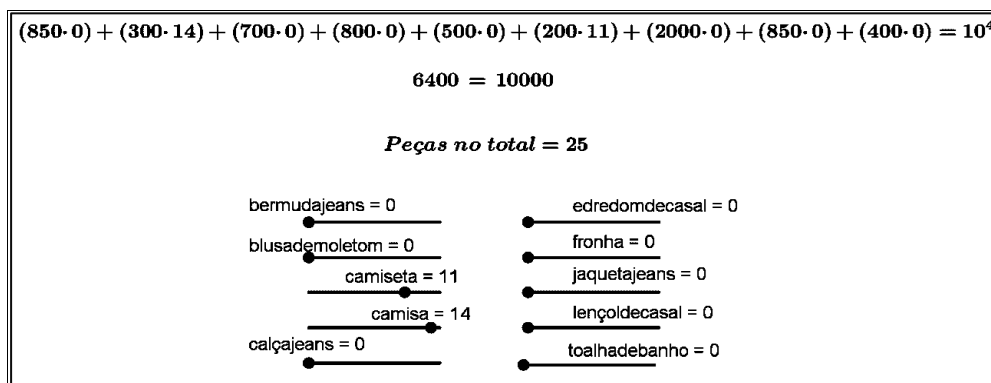 (850· 0) + (300· 14) + (700· 0) + (800· 0) + (500· 0) + (200· 11) + (2000· 0) + (850· 0) + (400· 0) = 10⁴
6400 = 10000
Peças no total = 25
bermudajeans = 0
blusademoletom = 0
camiseta = 11
camisa = 14
calçajeans = 0
edredomdecasal = 0
fronha = 0
jaquetajeans = 0
lençoldecasal = 0
toalhadebanho = 0